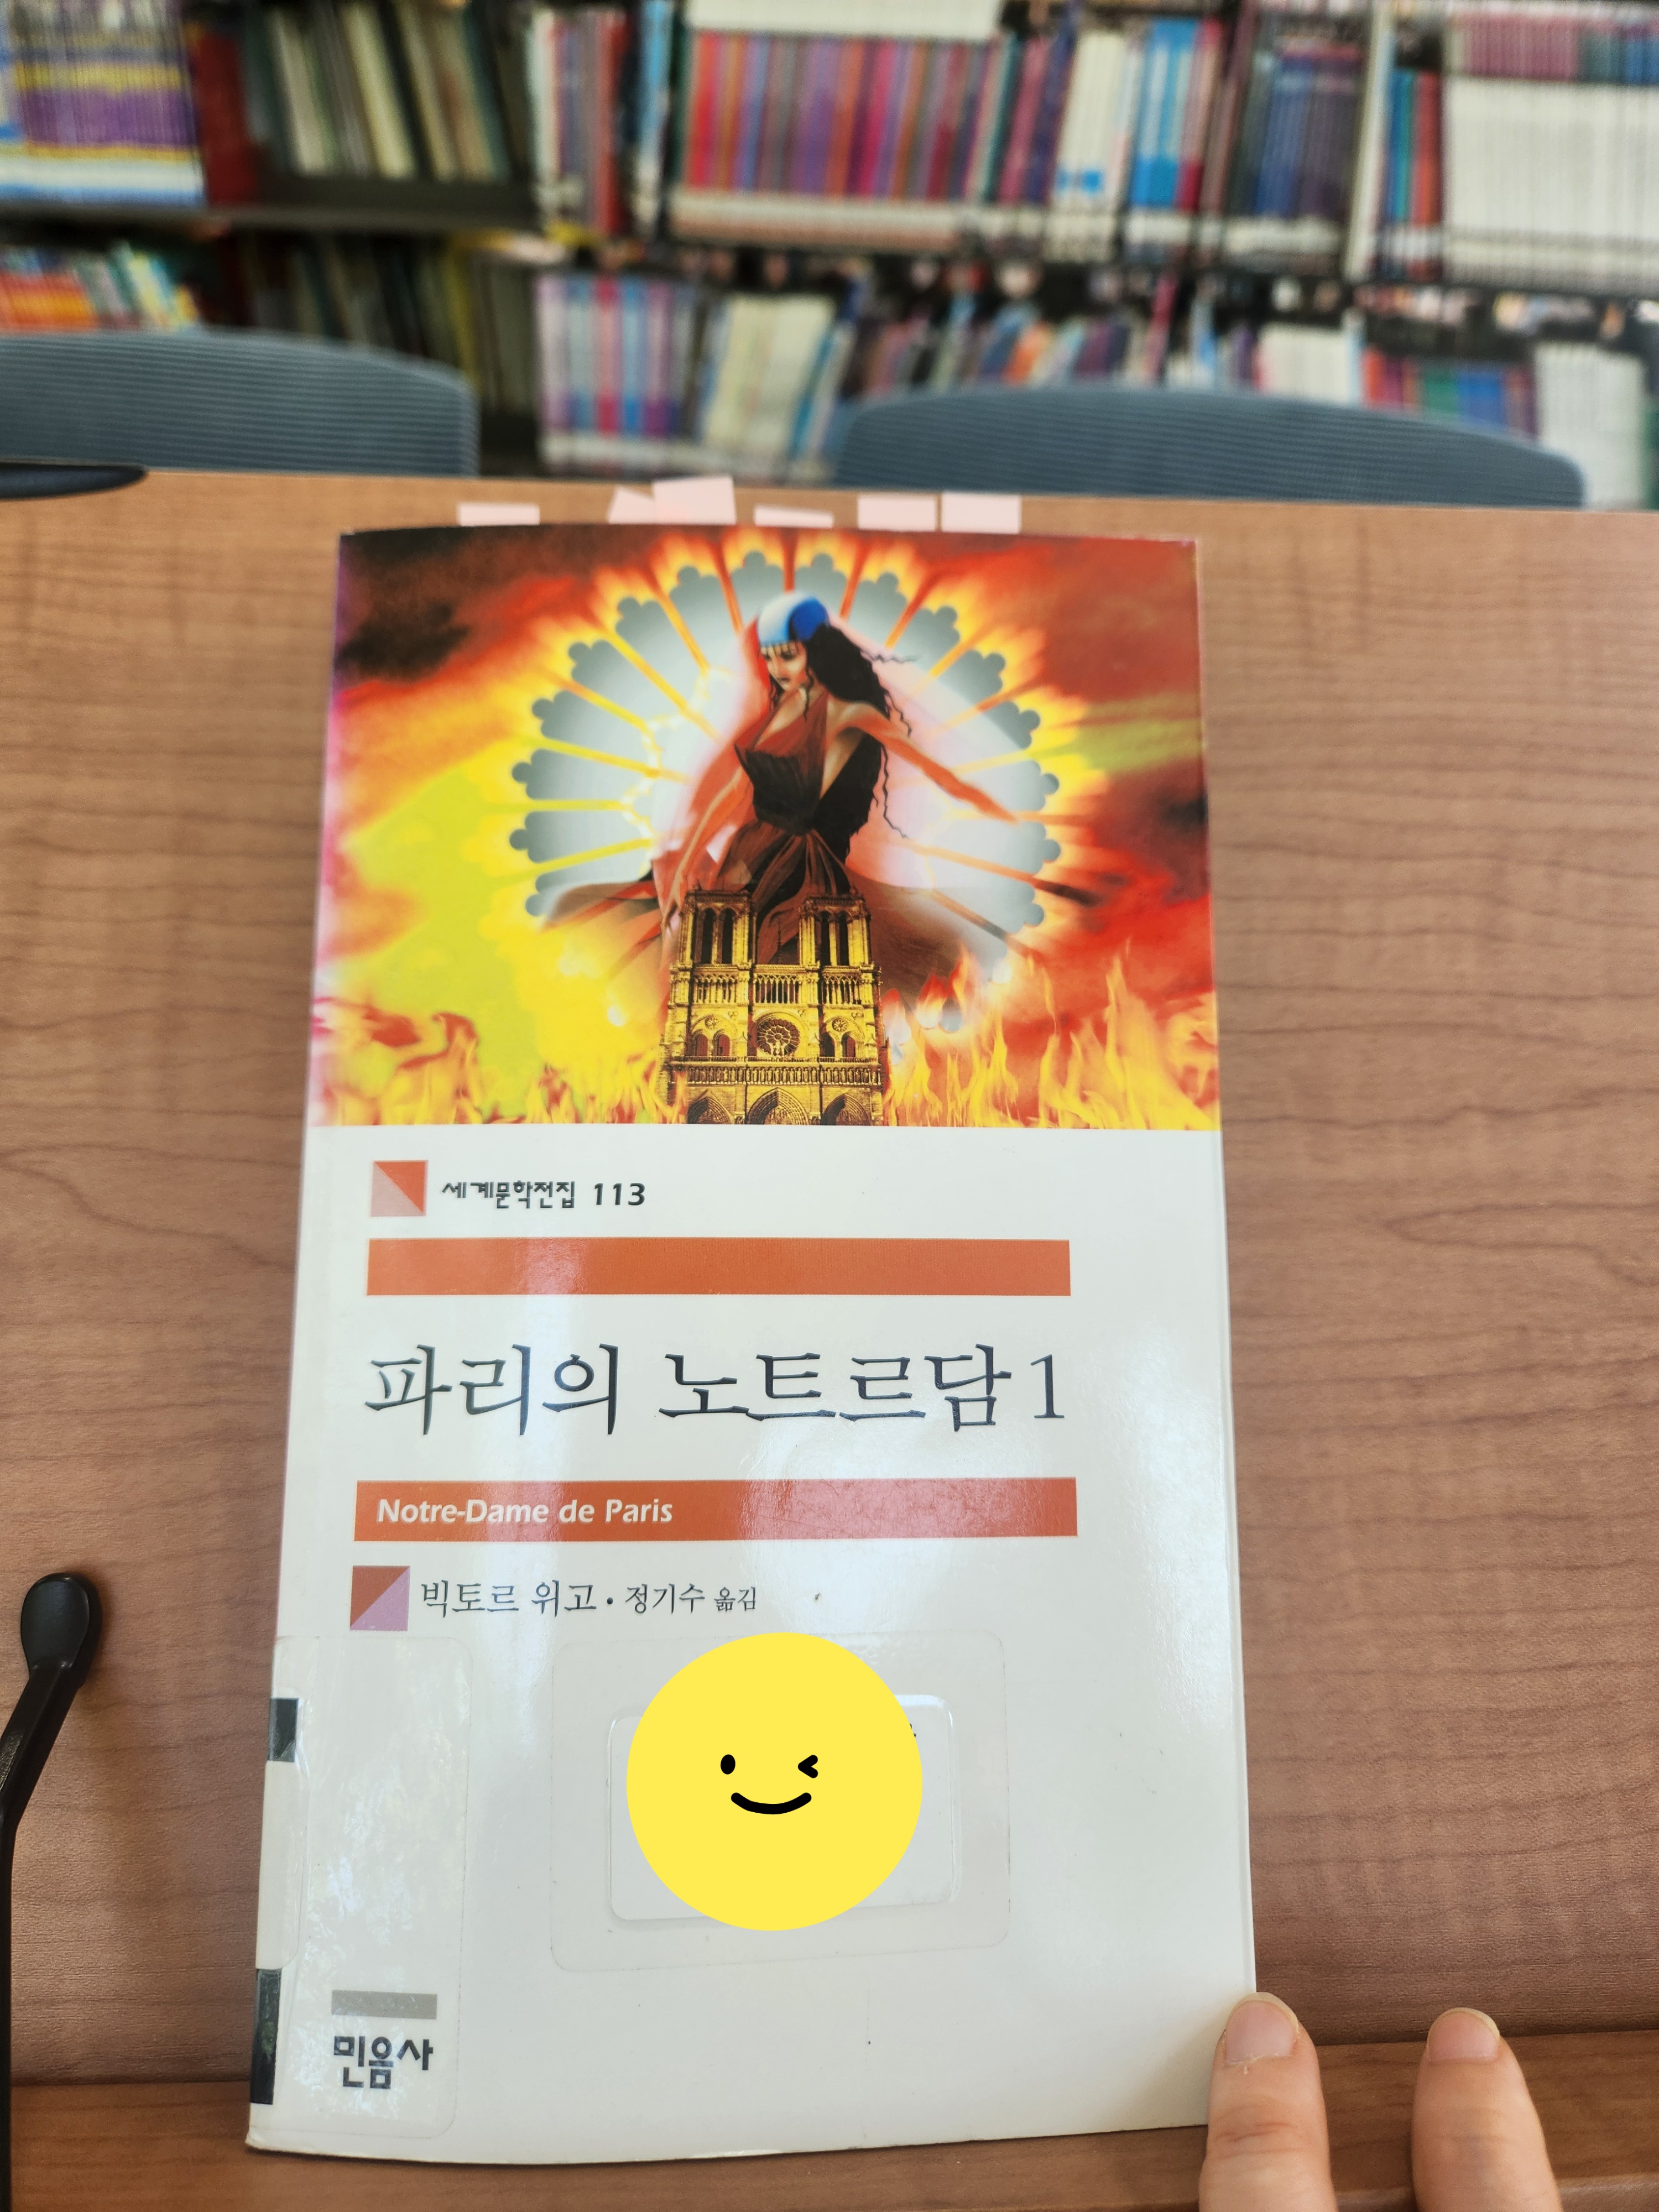 세계문학전집 113
파리의 노트르담 1
Notre-Dame de Paris
빅토르 위고 · 정기수 옮김
민음사